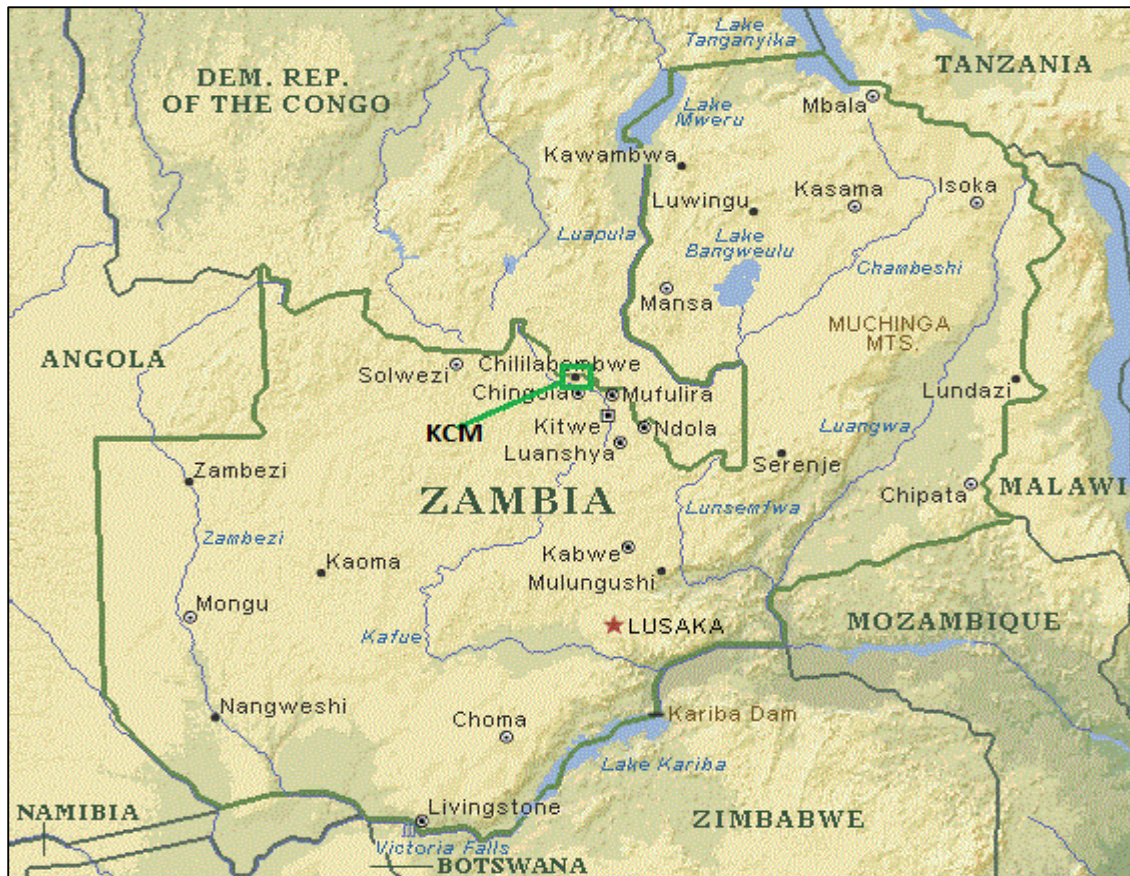 Lake
Tanganyika
TANZANIA
DEM. REP.
OF THE CONGO
Mbala
Lake
Mweru
Kawambwa
Kasama
Isoka
Luwingu
Luapula
Lake
Bangweulu
Chambeshi
Mansa
MUCHINGA
MTS.
ANGOLA
Solwezi
Chililabombwe
Chingola
Mufulira
Lundazi
KCM
Kitwe
Ndola
Luangwa
Luanshya
Serenje
Zambezi
Chipata
MALAWI
ZAMBIA
Lunsemfwa
Zambezi
Kabwe
Kaoma
Mulungushi
Mongu
LUSAKA
MOZAMBIQUE
Kafue
Nangweshi
Choma
Kariba Dam
Lake Kariba
Livingstone
NAMIBIA
ZIMBABWE
Victoria Falls
BOTSWANA